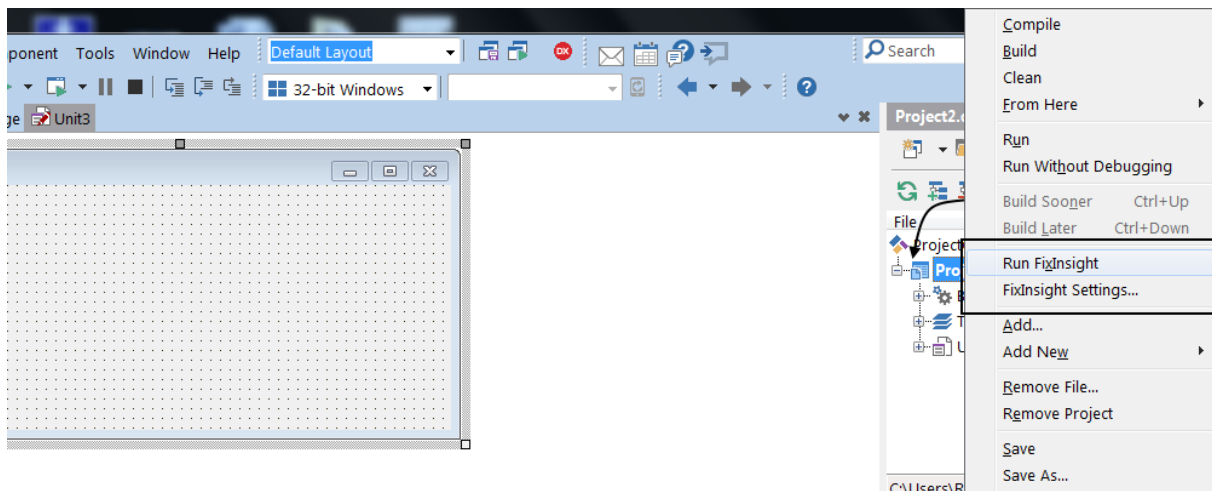 Tools Window Help Default Layout
DX
Search
32-bit Windows
Unit3
Project2.
File
Project
Pro
C:\Users\R
Compile
Build
Clean
From Here
Run
Run Without Debugging
Build Sooner Ctrl+Up
Build Later Ctrl+Down
Run FixInsight
FixInsight Settings...
Add...
Add New
Remove File...
Remove Project
Save
Save As...